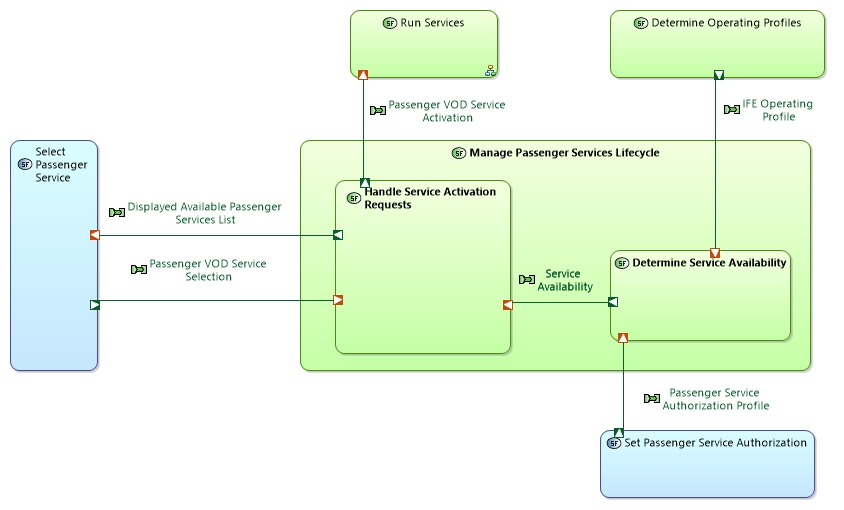 SF Run Services
SF Determine Operating Profiles
Passenger VOD Service
Activation
IFE Operating
Profile
SF Select
Passenger
Service
SF Manage Passenger Services Lifecycle
SF Handle Service Activation
Requests
Displayed Available Passenger
Services List
Passenger VOD Service
Selection
Service
Availability
SF Determine Service Availability
Passenger Service
Authorization Profile
SF Set Passenger Service Authorization